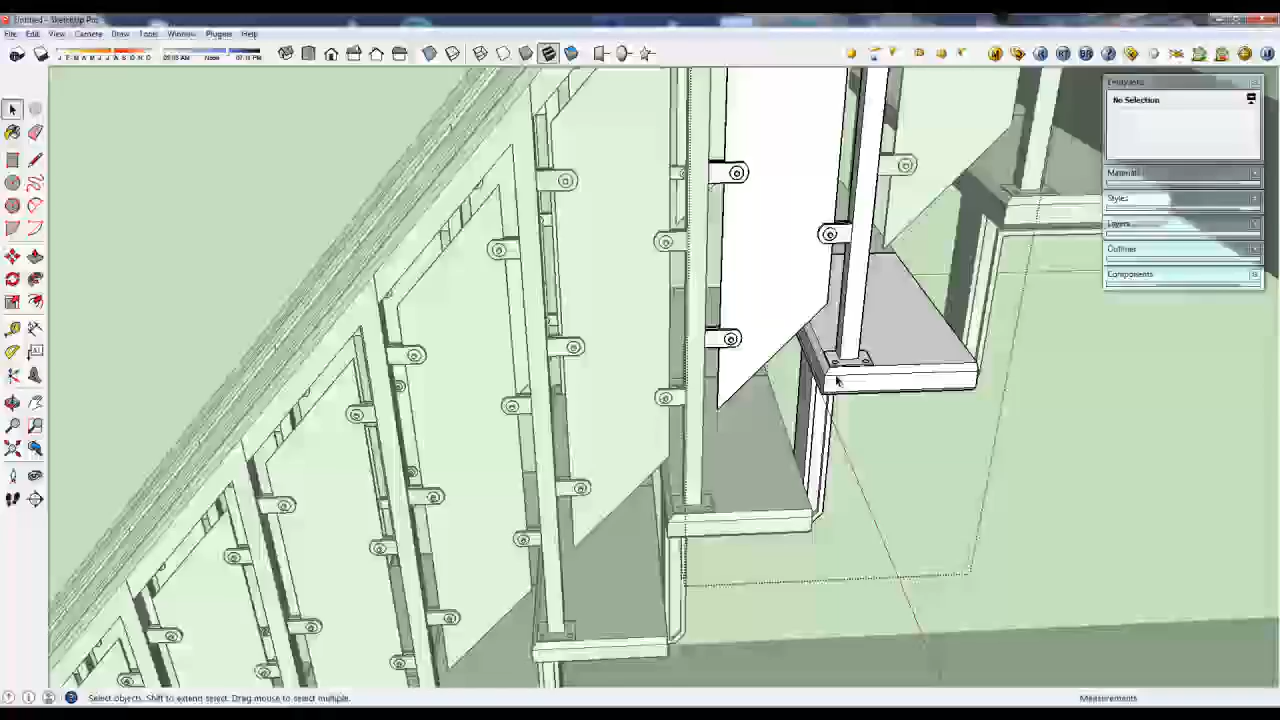 Untitled - SketchUp Pro
File Edit View Camera Draw Tools Window Plugins Help
J F M A M J J A S O N D
Noon
No Selection
Materials
Styles
Layers
Outliner
Components
Select objects. Shift to extend select. Drag mouse to select multiple.
Measurements